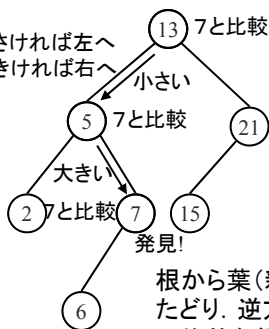 13 7と比較
さければ左へ
きければ右へ
小さい
5 7と比較
21
大きい
2 7と比較 7 15
発見!
根から葉(
たどり. 逆
6